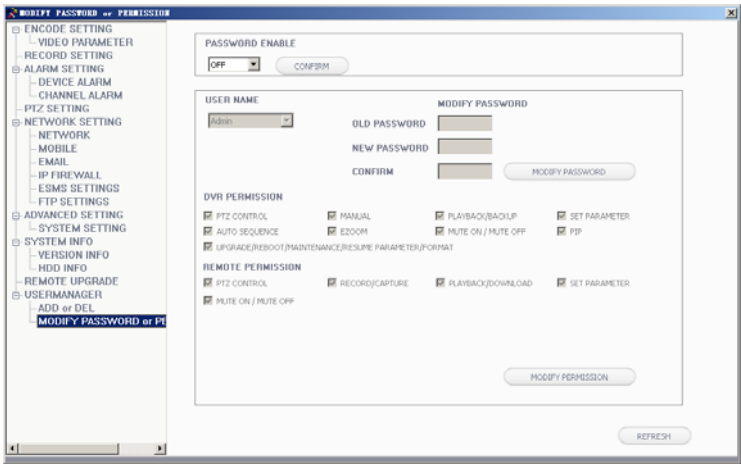 MODIFY PASSWORD or PERMISSION
ENCODE SETTING
VIDEO PARAMETER
RECORD SETTING
ALARM SETTING
DEVICE ALARM
CHANNEL ALARM
PTZ SETTING
NETWORK SETTING
NETWORK
MOBILE
EMAIL
IP FIREWALL
ESMS SETTINGS
FTP SETTINGS
ADVANCED SETTING
SYSTEM SETTING
SYSTEM INFO
VERSION INFO
HDD INFO
REMOTE UPGRADE
USERMANAGER
ADD or DEL
MODIFY PASSWORD or PE
PASSWORD ENABLE
OFF CONFIRM
USER NAME MODIFY PASSWORD
Admin OLD PASSWORD
NEW PASSWORD
CONFIRM MODIFY PASSWORD
DVR PERMISSION
PTZ CONTROL MANUAL PLAYBACK/BACKUP SET PARAMETER
AUTO SEQUENCE EZOOM MUTE ON / MUTE OFF PIP
UPGRADE/REBOOT/MAINTENANCE/RESUME PARAMETER/FORMAT
REMOTE PERMISSION
PTZ CONTROL RECORD/CAPTURE PLAYBACK/DOWNLOAD SET PARAMETER
MUTE ON / MUTE OFF
MODIFY PERMISSION
REFRESH